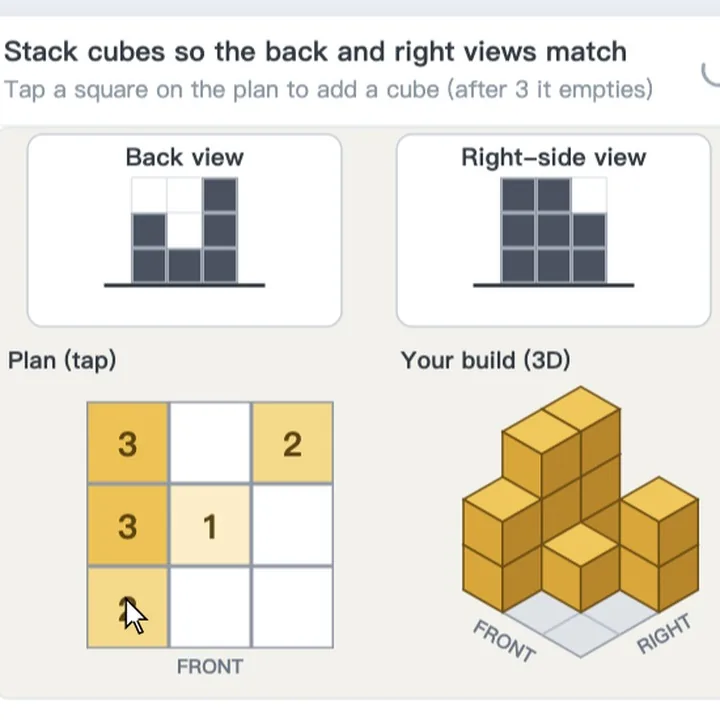 Stack cubes so the back and right views match
Tap a square on the plan to add a cube (after 3 it empties)
Back view
Right-side view
Plan (tap)
Your build (3D)
3
2
3
1
2
FRONT
FRONT
RIGHT